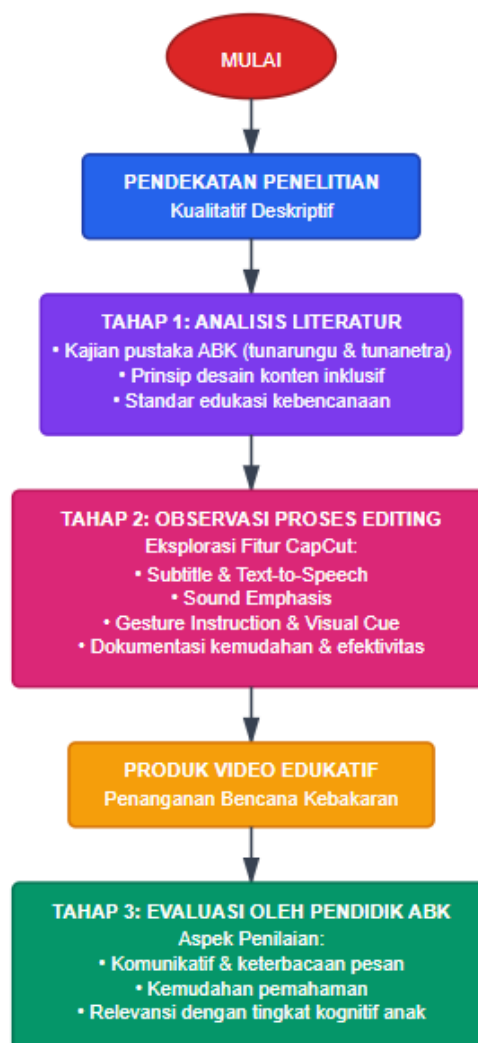 MULAI
PENDEKATAN PENELITIAN
Kualitatif Deskriptif
TAHAP 1: ANALISIS LITERATUR
• Kajian pustaka ABK (tunarungu & tunanetra)
• Prinsip desain konten inklusif
• Standar edukasi kebencanaan
TAHAP 2: OBSERVASI PROSES EDITING
Eksplorasi Fitur CapCut:
• Subtitle & Text-to-Speech
• Sound Emphasis
• Gesture Instruction & Visual Cue
• Dokumentasi kemudahan & efektivitas
PRODUK VIDEO EDUKATIF
Penanganan Bencana Kebakaran
TAHAP 3: EVALUASI OLEH PENDIDIK ABK
Aspek Penilaian:
• Komunikatif & keterbacaan pesan
• Kemudahan pemahaman
• Relevansi dengan tingkat kognitif anak